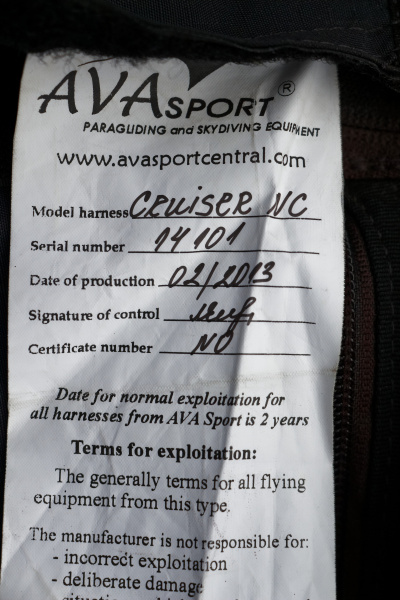 AVA SPORT ®
PARAGLIDING and SKYDIVING EQUIPMENT
www.avasportcentral.com
Model harness CRUISER NC
Serial number 14101
Date of production 02/2013
Signature of control
Certificate number NO
Date for normal exploitation for
all harnesses from AVA Sport is 2 years
Terms for exploitation:
The generally terms for all flying
equipment from this type.
The manufacturer is not responsible for:
- incorrect exploitation
- deliberate damage